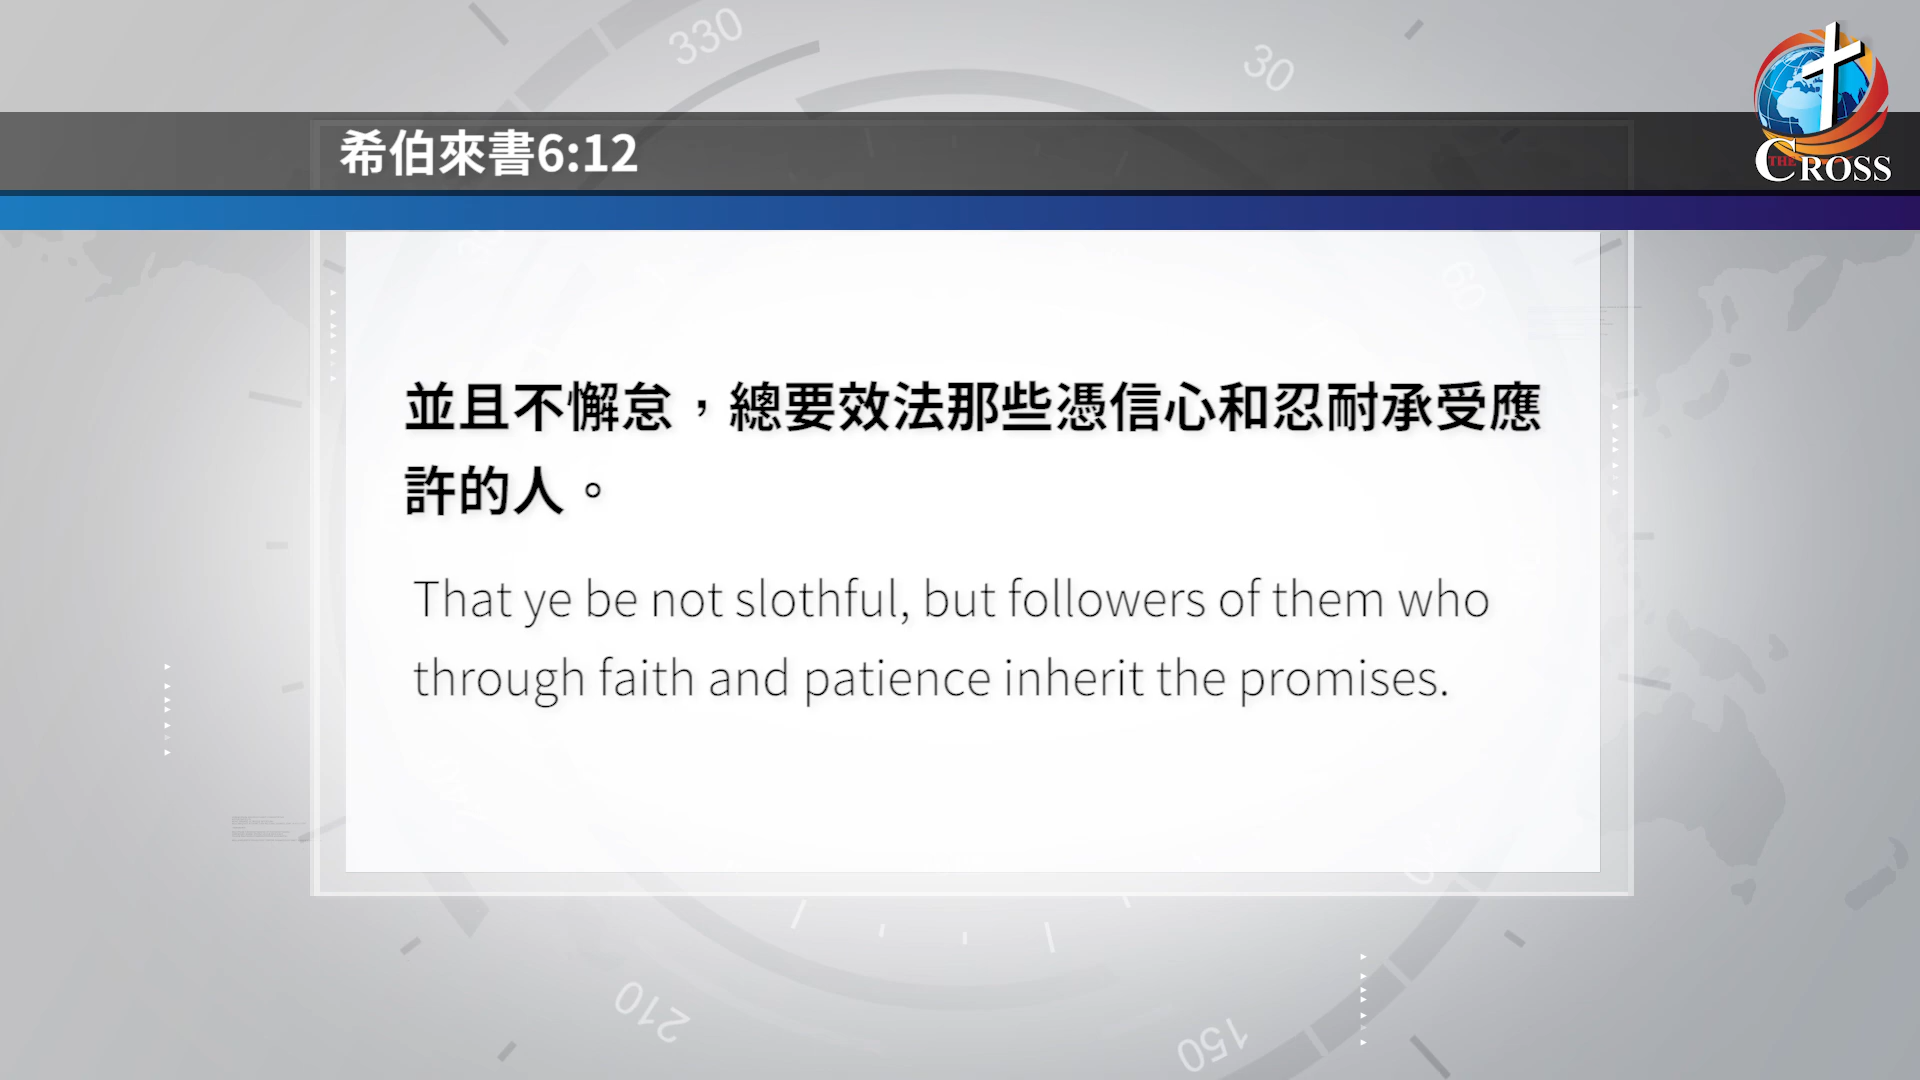 330
30
希伯來書6:12
THE
CROSS
60
並且不懈怠，總要效法那些憑信心和忍耐承受應
許的人。
That ye be not slothful, but followers of them who
through faith and patience inherit the promises.
210
150